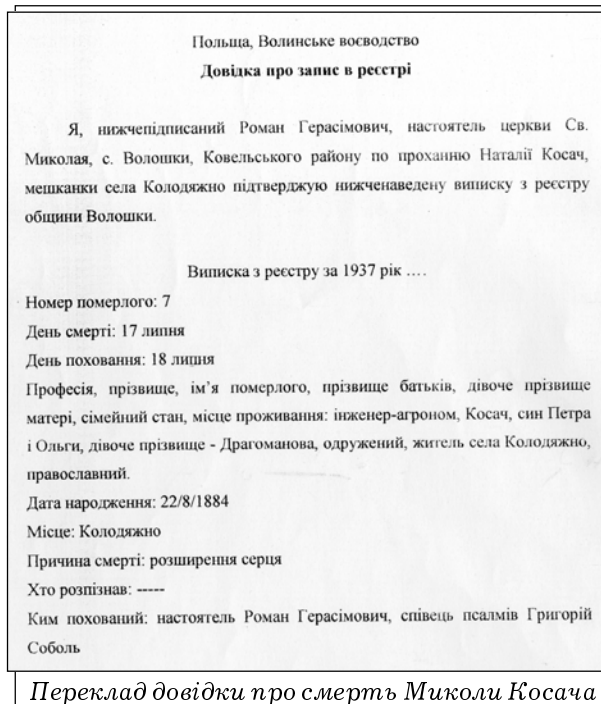 Польща, Волинське воєводство
Довідка про запис в реєстрі
Я, нижчепідписаний Роман Герасімович, настоятель церкви Св.
Миколая, с. Волошки, Ковельського району по проханню Наталії Косач,
мешканки села Колодяжно підтверджую нижченаведену виписку з реєстру
общини Волошки.
Виписка з реєстру за 1937 рік ….
Номер померлого: 7
День смерті: 17 липня
День поховання: 18 липня
Професія, прізвище, ім’я померлого, прізвище батьків, дівоче прізвище
матері, сімейний стан, місце проживання: інженер-агроном, Косач, син Петра
і Ольги, дівоче прізвище - Драгоманова, одружений, житель села Колодяжно,
православний.
Дата народження: 22/8/1884
Місце: Колодяжно
Причина смерті: розширення серця
Хто розпізнав: -----
Ким похований: настоятель Роман Герасімович, співець псалмів Григорій
Соболь
Переклад довідки про смерть Миколи Косача